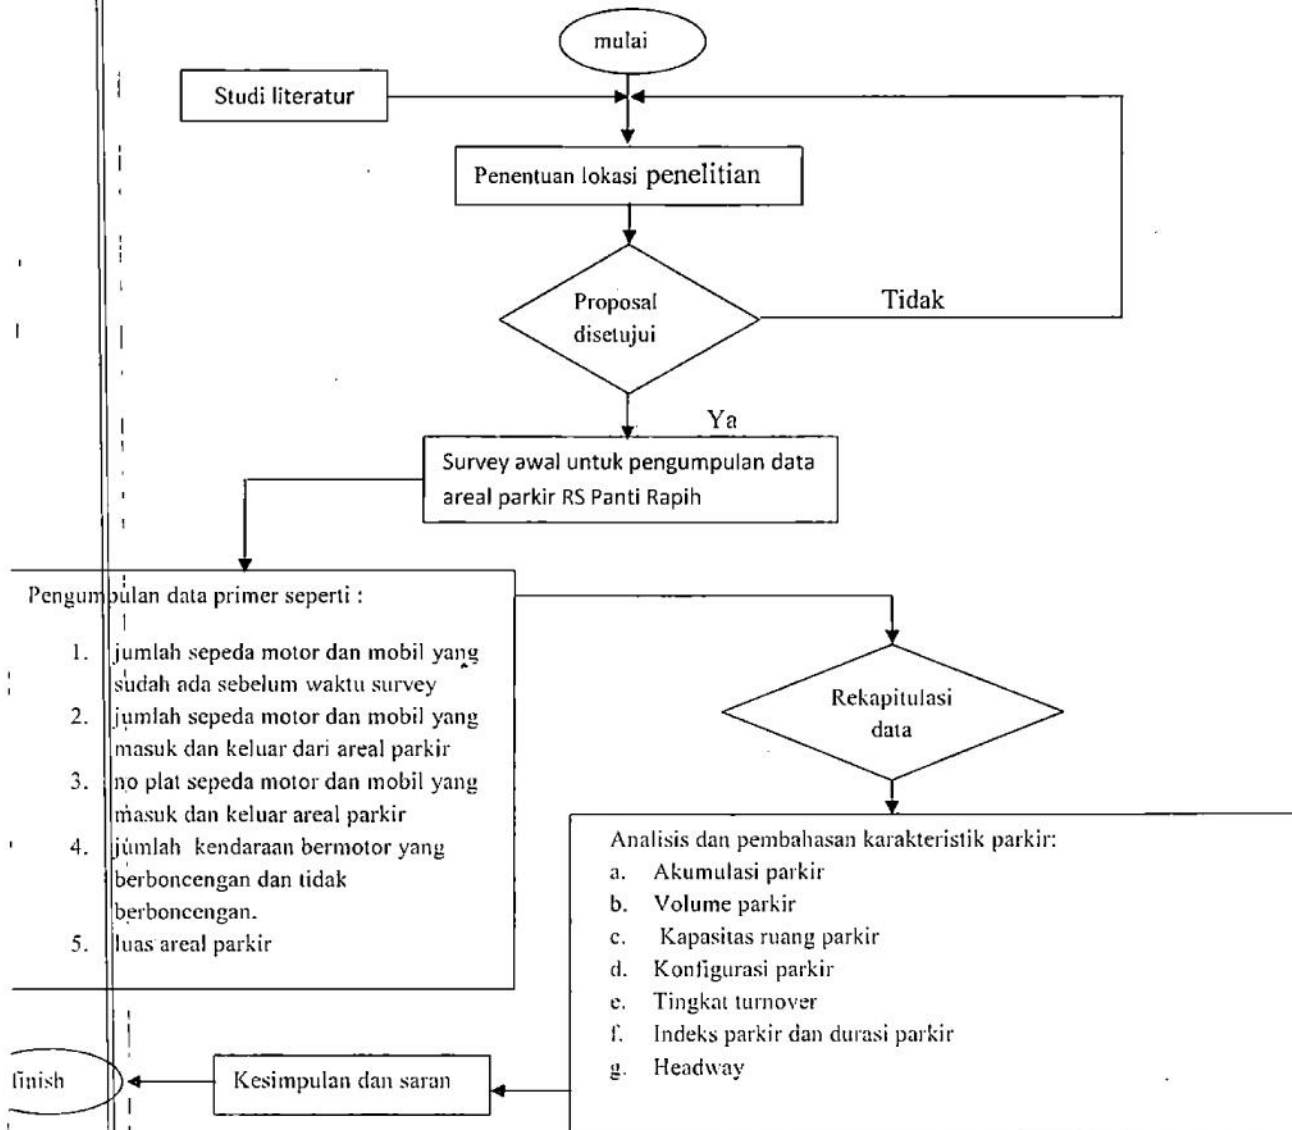 mulai
Studi literatur
Penentuan lokasi penelitian
Proposal
disetujui
Tidak
Ya
Survey awal untuk pengumpulan data
areal parkir RS Panti Rapih
Pengumpulan data primer seperti :
1. jumlah sepeda motor dan mobil yang
sudah ada sebelum waktu survey
2. jumlah sepeda motor dan mobil yang
masuk dan keluar dari areal parkir
3. no plat sepeda motor dan mobil yang
masuk dan keluar areal parkir
4. jumlah kendaraan bermotor yang
berboncengan dan tidak
berboncengan.
5. luas areal parkir
Rekapitulasi
data
Analisis dan pembahasan karakteristik parkir:
a. Akumulasi parkir
b. Volume parkir
c. Kapasitas ruang parkir
d. Konfigurasi parkir
e. Tingkat turnover
f. Indeks parkir dan durasi parkir
g. Headway
Kesimpulan dan saran
finish